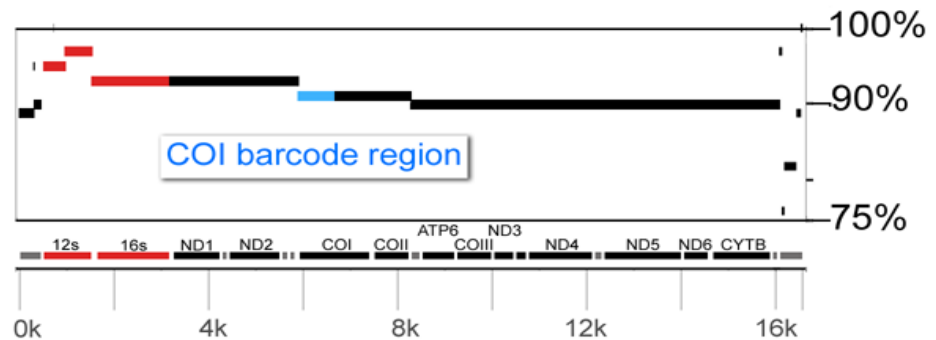 100%
90%
COI barcode region
75%
ATP6 ND3
12s 16s ND1 ND2 COI COII COIII ND4 ND5 ND6 CYTB
0k 4k 8k 12k 16k